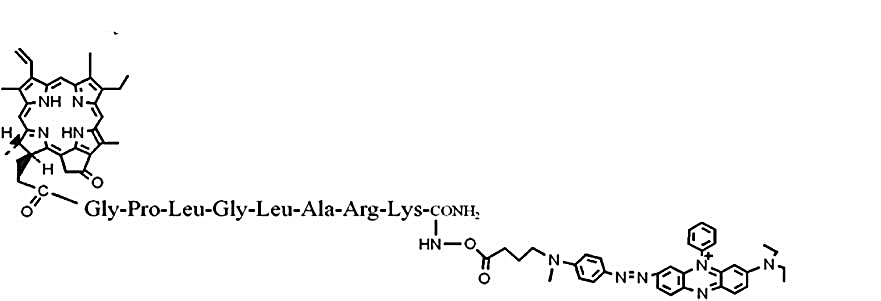 NH N
H N HN
H
O
C
O
Gly-Pro-Leu-Gly-Leu-Ala-Arg-Lys-CONH₂
HN O
O
N
N=N
N
N+
N